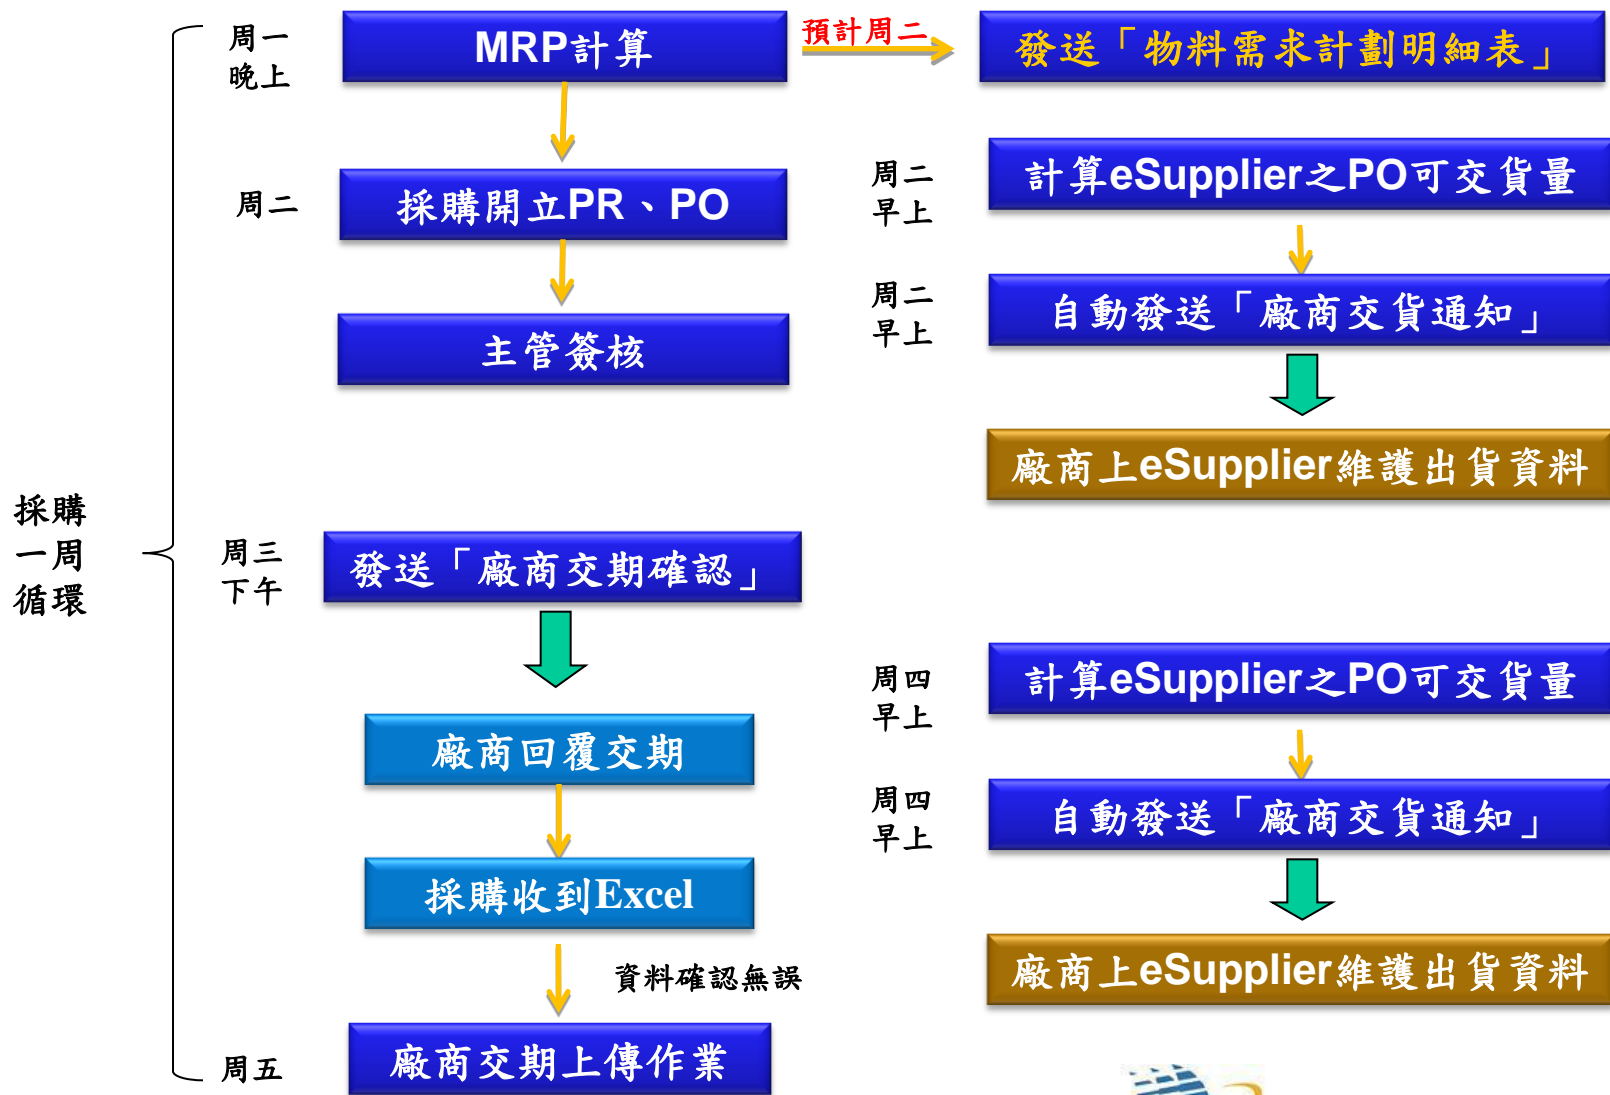 周一
晚上
MRP計算
預計周二
發送「物料需求計劃明細表」
周二
採購開立PR、PO
主管簽核
周二
早上
計算eSupplier之PO可交貨量
周二
早上
自動發送「廠商交貨通知」
廠商上eSupplier維護出貨資料
採購
一周
循環
周三
下午
發送「廠商交期確認」
廠商回覆交期
採購收到Excel
資料確認無誤
周五
廠商交期上傳作業
周四
早上
計算eSupplier之PO可交貨量
周四
早上
自動發送「廠商交貨通知」
廠商上eSupplier維護出貨資料